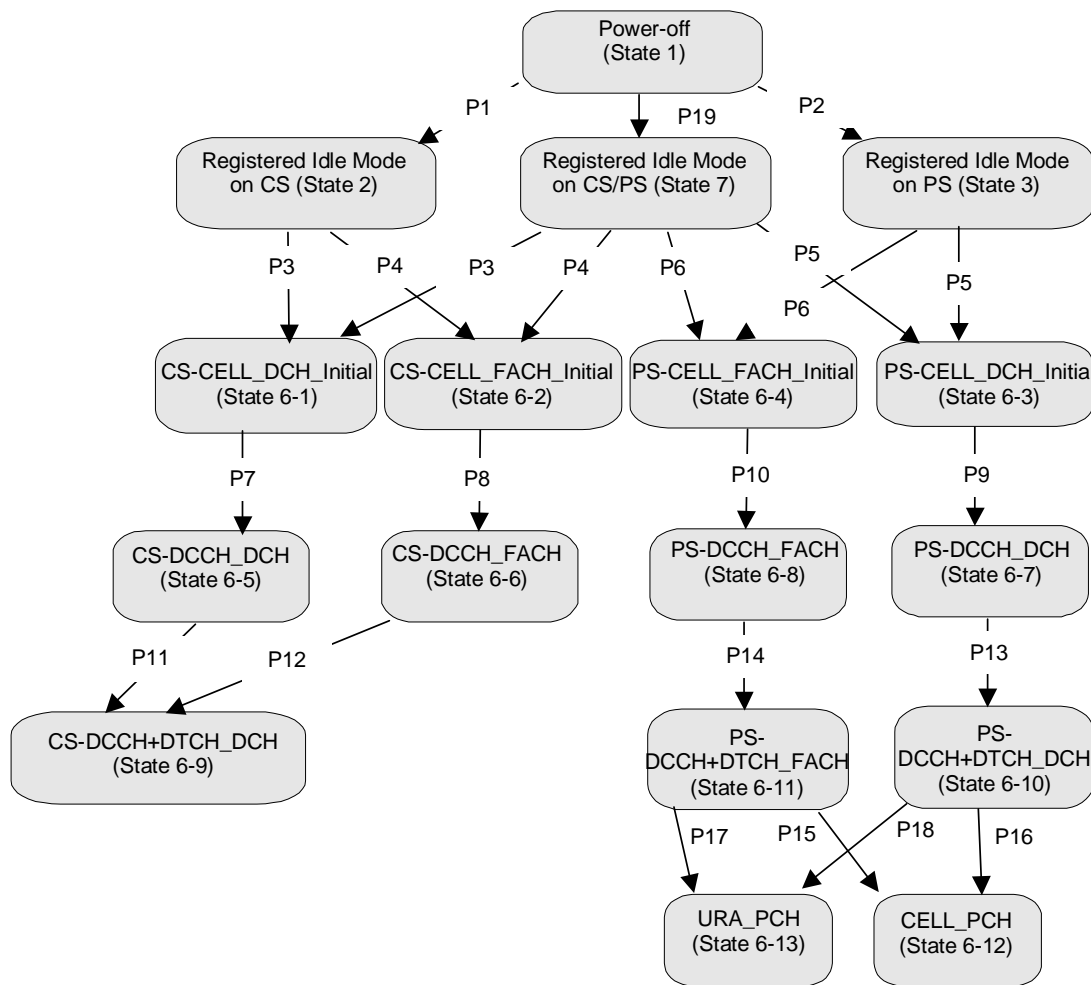 Power-off
(State 1)
P1
P19
P2
Registered Idle Mode
on CS (State 2)
Registered Idle Mode
on CS/PS (State 7)
Registered Idle Mode
on PS (State 3)
P3
P4
P3
P4
P6
P5
P6
P5
CS-CELL_DCH_Initial
(State 6-1)
CS-CELL_FACH_Initial
(State 6-2)
PS-CELL_FACH_Initial
(State 6-4)
PS-CELL_DCH_Initia
(State 6-3)
P7
P8
P10
P9
CS-DCCH_DCH
(State 6-5)
CS-DCCH_FACH
(State 6-6)
PS-DCCH_FACH
(State 6-8)
PS-DCCH_DCH
(State 6-7)
P11
P12
P14
P13
CS-DCCH+DTCH_DCH
(State 6-9)
PS-
DCCH+DTCH_FACH
(State 6-11)
PS-
DCCH+DTCH_DCH
(State 6-10)
P17
P15
P18
P16
URA_PCH
(State 6-13)
CELL_PCH
(State 6-12)